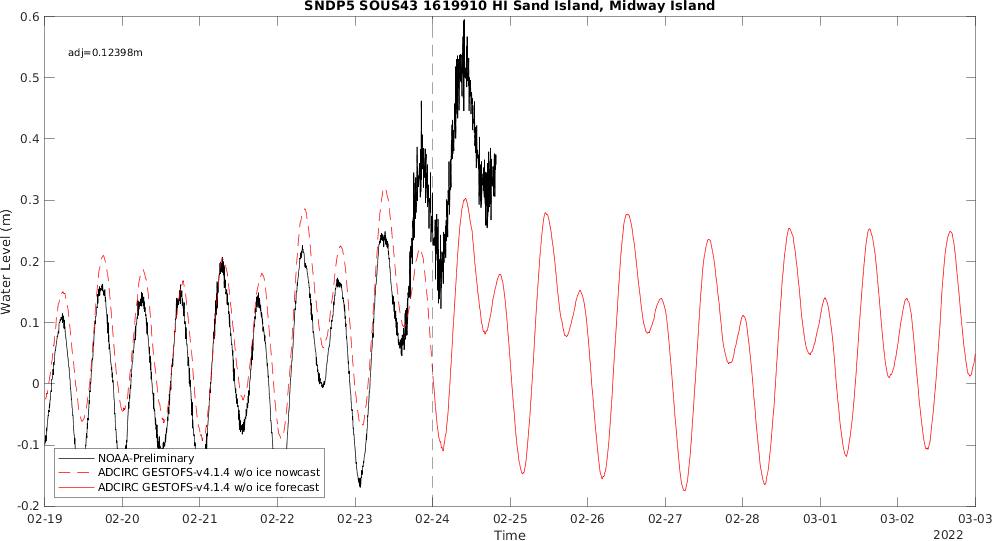 SNDP5 SOUS43 1619910 HI Sand Island, Midway Island
adj=0.12398m
0.6
0.5
0.4
0.3
0.2
0.1
0
-0.1
-0.2
Water Level (m)
NOAA-Preliminary
ADCIRC GESTOFS-v4.1.4 w/o ice nowcast
ADCIRC GESTOFS-v4.1.4 w/o ice forecast
02-19 02-20 02-21 02-22 02-23 02-24 02-25 02-26 02-27 02-28 03-01 03-02 03-03
Time
2022